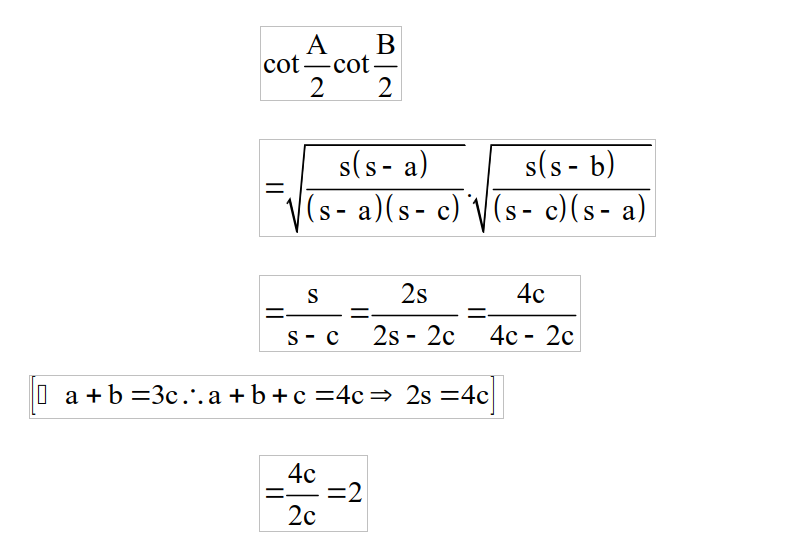 cot A/2 cot B/2
= √(s(s - a)/((s - a)(s - c))) . √(s(s - b)/((s - c)(s - a)))
= s/(s - c) = 2s/(2s - 2c) = 4c/(4c - 2c)
[▯ a + b = 3c ∴ a + b + c = 4c ⇒ 2s = 4c]
= 4c/2c = 2